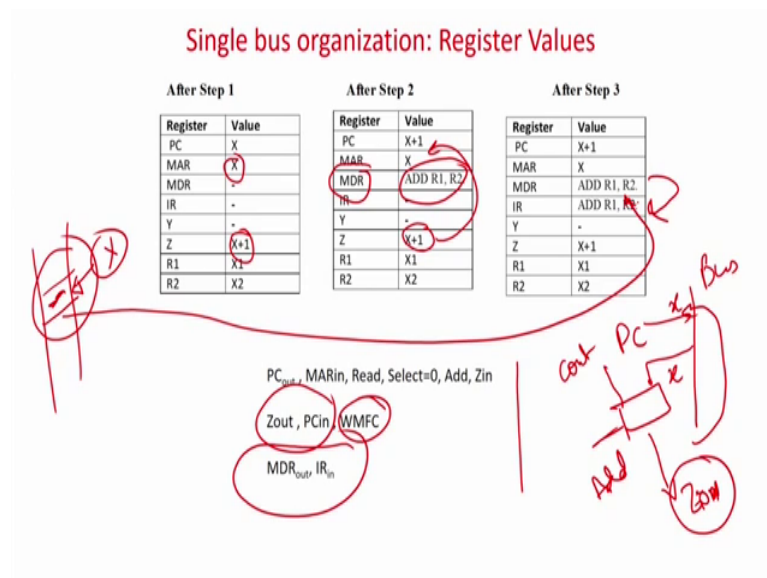 Single bus organization: Register Values
After Step 1
Register Value
PC X
MAR X
MDR -
IR -
Y -
Z X+1
R1 X1
R2 X2
After Step 2
Register Value
PC X+1
MAR X
MDR ADD R1, R2
IR -
Y -
Z X+1
R1 X1
R2 X2
After Step 3
Register Value
PC X+1
MAR X
MDR ADD R1, R2.
IR ADD R1, R2.
Y -
Z X+1
R1 X1
R2 X2
X
Bus
x
PC
cout
x
Add
PCout, MARin, Read, Select=0, Add, Zin
Zout , PCin, WMFC
MDRout, IRin